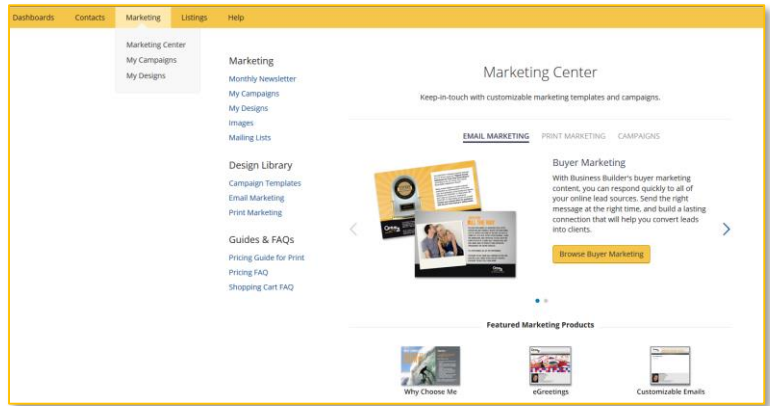 Dashboards Contacts Marketing Listings Help
Marketing Center
My Campaigns
My Designs
Marketing
Monthly Newsletter
My Campaigns
My Designs
Images
Mailing Lists
Design Library
Campaign Templates
Email Marketing
Print Marketing
Guides & FAQs
Pricing Guide for Print
Pricing FAQ
Shopping Cart FAQ
Marketing Center
Keep-in-touch with customizable marketing templates and campaigns.
EMAIL MARKETING PRINT MARKETING CAMPAIGNS
Buyer Marketing
With Business Builder's buyer marketing
content, you can respond quickly to all of
your online lead sources. Send the right
message at the right time, and build a lasting
connection that will help you convert leads
into clients.
Browse Buyer Marketing
Featured Marketing Products
Why Choose Me
eGreetings
Customizable Emails